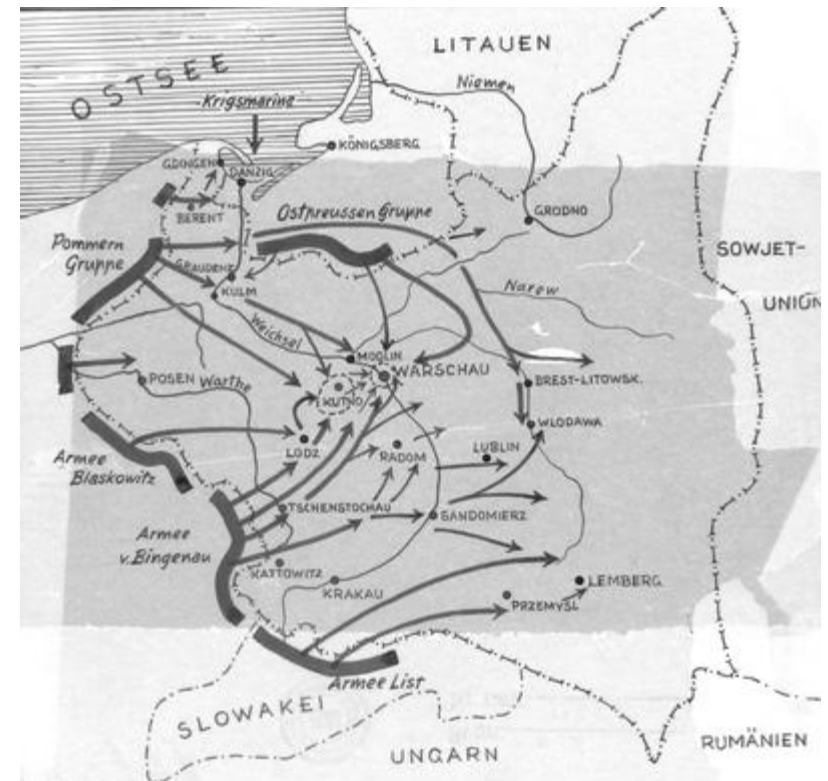 LITAUEN
OSTSEE
Niemen
Krigsmarine
KÖNIGSBERG
GDINGEN
DANZIG
Ostpreussen Gruppe
GRODNO
BERENT
Pommern
Gruppe
SOWJET-
UNION
GRAUDENZ
KULM
Narew
Weichsel
MODLIN
WARSCHAU
POSEN
Warthe
BREST-LITOWSK.
KUTNO
WLODAWA
Armee
Blaskowitz
LODZ
RADOM
LUBLIN
TSCHENSTOCHAU
SANDOMIERZ
Armee
v. Bingenau
KATTOWITZ
KRAKAU
LEMBERG
PRZEMYSL
Armee List
SLOWAKEI
UNGARN
RUMÄNIEN